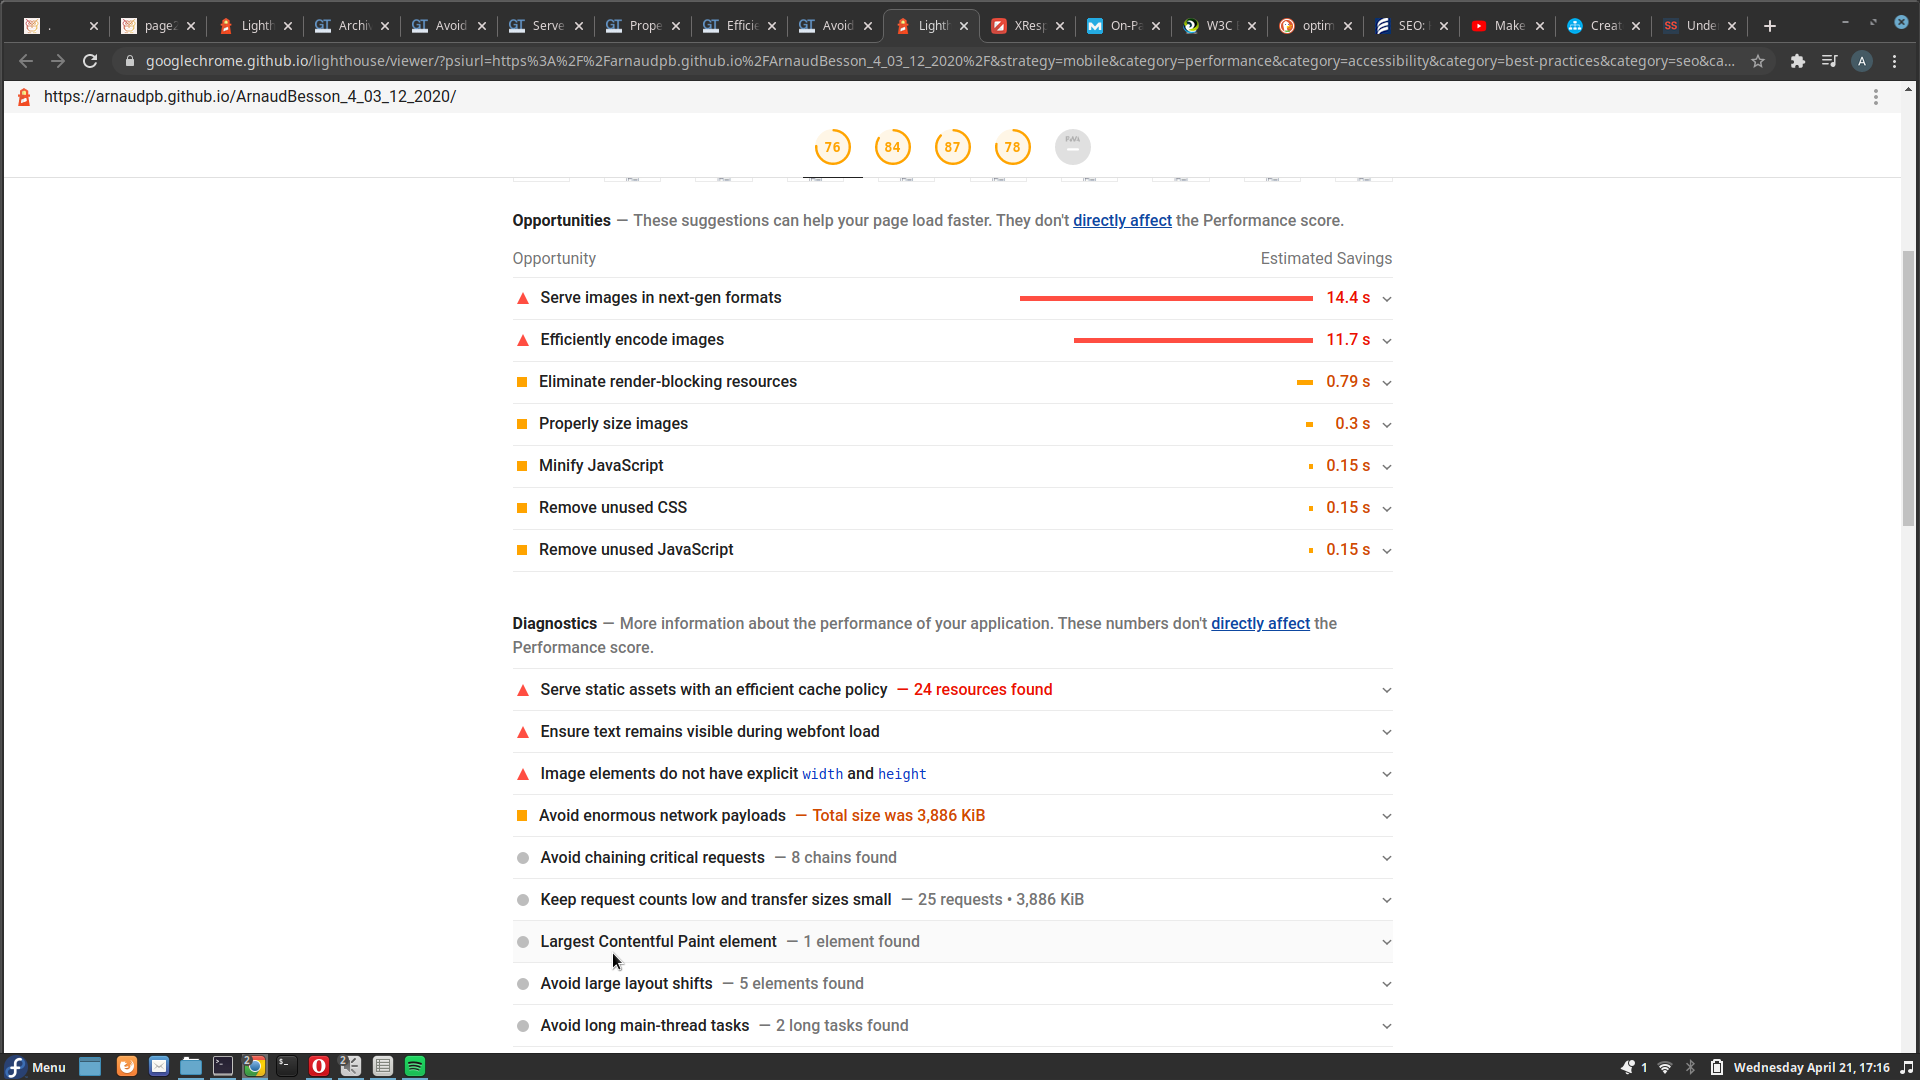 .
page2
Lighth
GT Archiv
GT Avoid
GT Serve
GT Prope
GT Efficie
GT Avoid
Lighth
XResp
On-Pa
W3C
optim
SEO:
Make
Creat
SS Unde
googlechrome.github.io/lighthouse/viewer/?psiurl=https%3A%2F%2Farnaudpb.github.io%2FArnaudBesson_4_03_12_2020%2F&strategy=mobile&category=performance&category=accessibility&category=best-practices&category=seo&ca...
A
https://arnaudpb.github.io/ArnaudBesson_4_03_12_2020/
76
84
87
78
PWA
Opportunities — These suggestions can help your page load faster. They don't directly affect the Performance score.
Opportunity Estimated Savings
Serve images in next-gen formats 14.4 s
Efficiently encode images 11.7 s
Eliminate render-blocking resources 0.79 s
Properly size images 0.3 s
Minify JavaScript 0.15 s
Remove unused CSS 0.15 s
Remove unused JavaScript 0.15 s
Diagnostics — More information about the performance of your application. These numbers don't directly affect the
Performance score.
Serve static assets with an efficient cache policy — 24 resources found
Ensure text remains visible during webfont load
Image elements do not have explicit width and height
Avoid enormous network payloads — Total size was 3,886 KiB
Avoid chaining critical requests — 8 chains found
Keep request counts low and transfer sizes small — 25 requests • 3,886 KiB
Largest Contentful Paint element — 1 element found
Avoid large layout shifts — 5 elements found
Avoid long main-thread tasks — 2 long tasks found
Menu
2
2
1
Wednesday April 21, 17:16